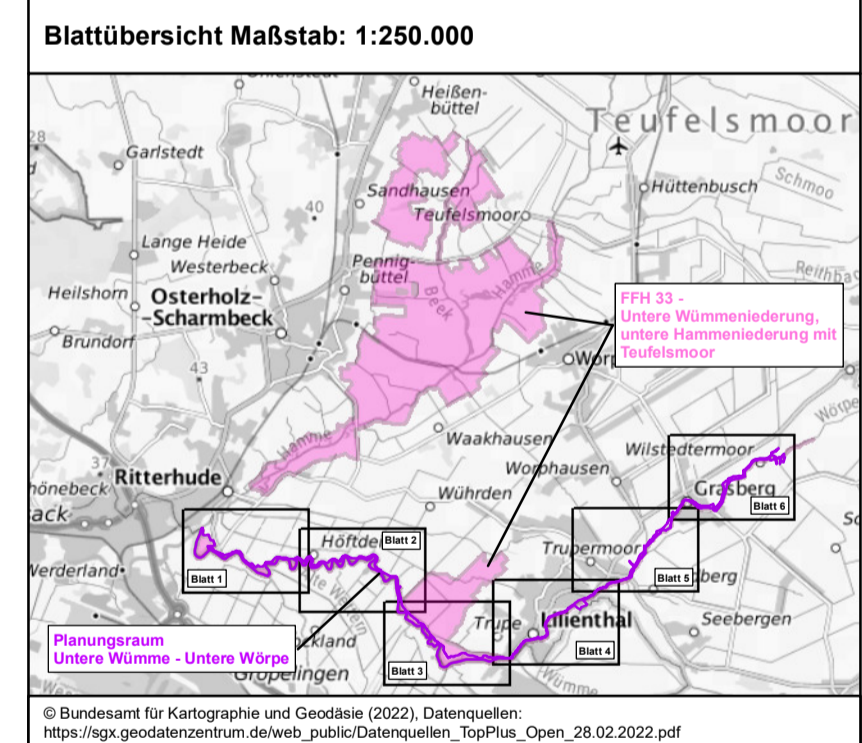 Blattübersicht Maßstab: 1:250.000
Heißen-
büttel
Teufelsmoor
28
Garlstedt
Sandhausen
Hüttenbusch
Schmoo
40
Teufelsmoor
Lange Heide
Westerbeck
Pennig-
büttel
Hamme
Beek
Heilshorn
Osterholz-
-Scharmbeck
FFH 33 -
Untere Wümmeniederung,
untere Hammeniederung mit
Teufelsmoor
Brundorf
43
Hamme
Waakhausen
Wilstedtermoor
37
Ritterhude
Worphausen
Grasberg
Wührden
Blatt 6
Blatt 2
Trupermoor
Blatt 1
Blatt 5
Werderland
Trupe
Lilienthal
Seebergen
Planungsraum
Untere Wümme - Untere Wörpe
Blatt 4
Blatt 3
Gröpelingen
Wümme
© Bundesamt für Kartographie und Geodäsie (2022), Datenquellen:
https://sgx.geodatenzentrum.de/web_public/Datenquellen_TopPlus_Open_28.02.2022.pdf